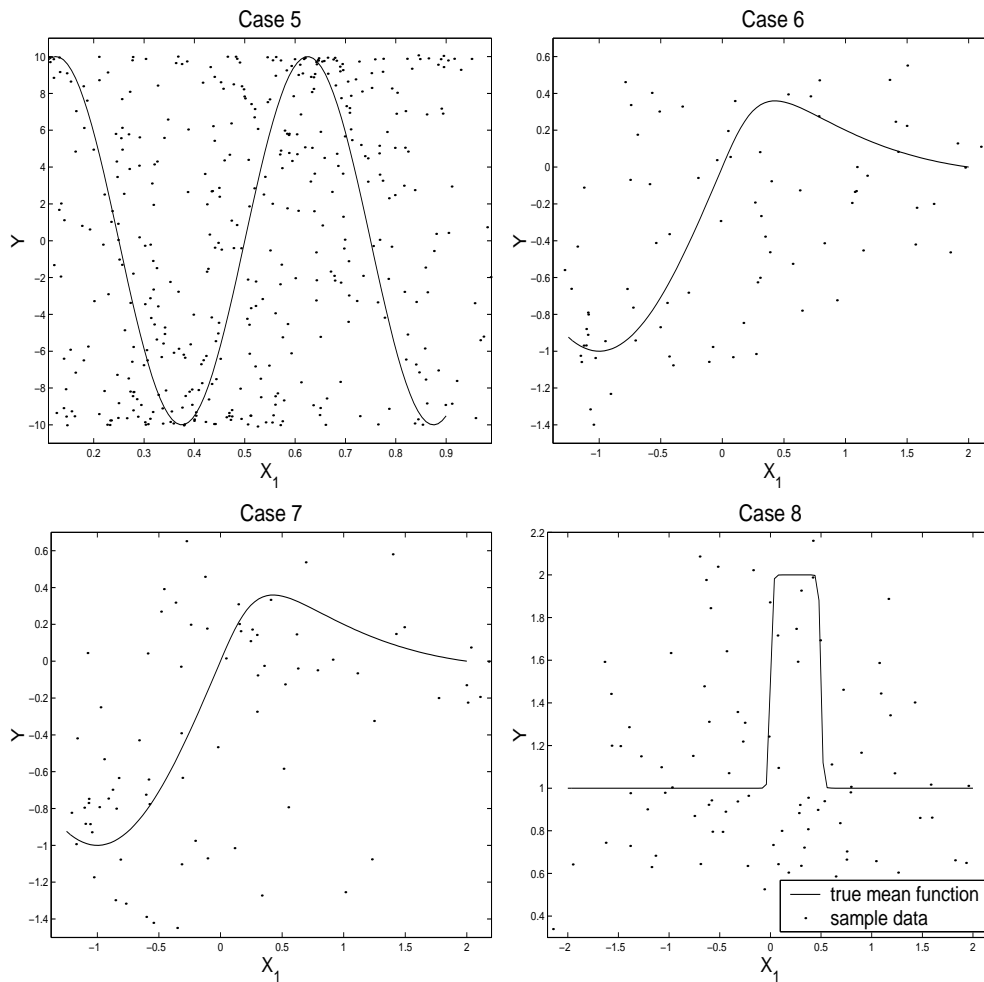 Case 5
10
8
6
4
2
0
−2
−4
−6
−8
−10
Y
0.2 0.3 0.4 0.5 0.6 0.7 0.8 0.9
X1
Case 6
0.6
0.4
0.2
0
−0.2
−0.4
−0.6
−0.8
−1
−1.2
−1.4
Y
−1 −0.5 0 0.5 1 1.5 2
X1
Case 7
0.6
0.4
0.2
0
−0.2
−0.4
−0.6
−0.8
−1
−1.2
−1.4
Y
−1 −0.5 0 0.5 1 1.5 2
X1
Case 8
2.2
2
1.8
1.6
1.4
1.2
1
0.8
0.6
0.4
Y
−2 −1.5 −1 −0.5 0 0.5 1 1.5 2
X1
true mean function
sample data